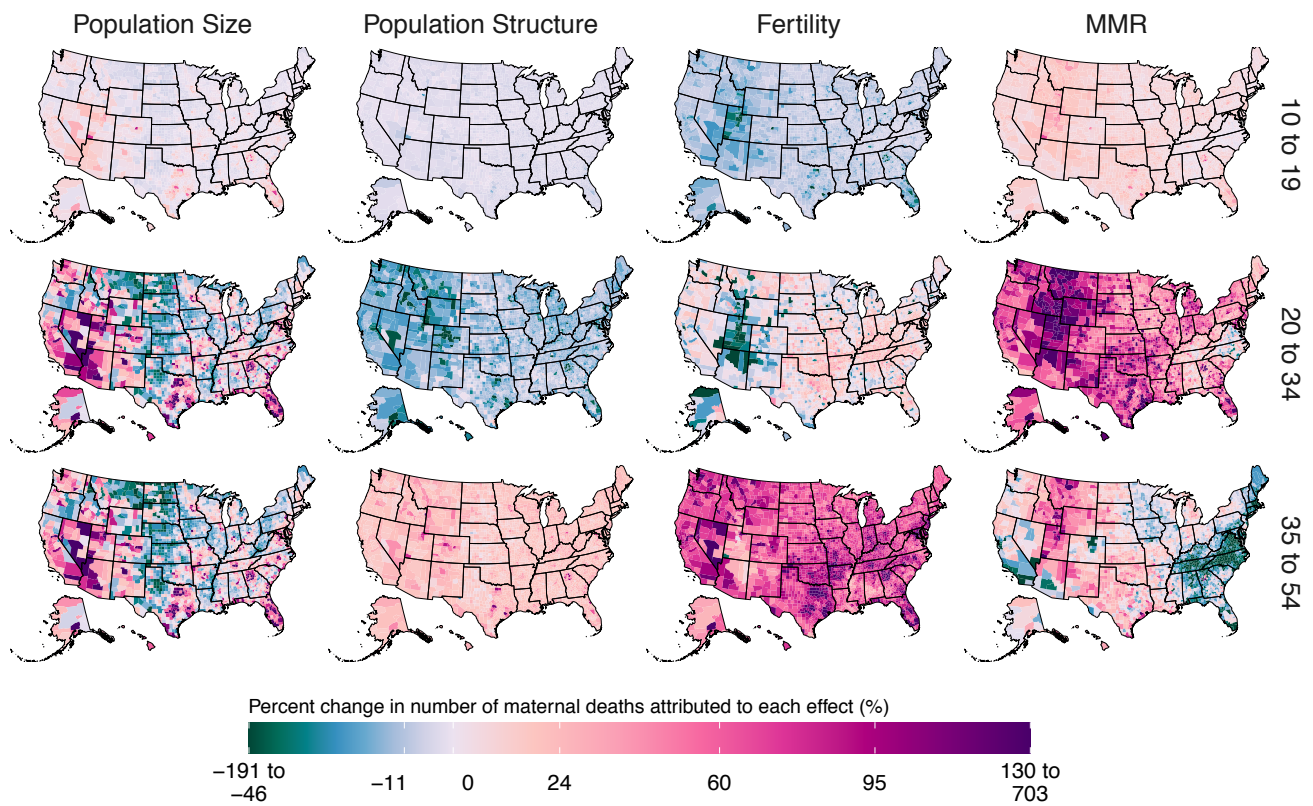 Population Size
Population Structure
Fertility
MMR
10 to 19
20 to 34
35 to 54
Percent change in number of maternal deaths attributed to each effect (%)
−191 to
−46
−11
0
24
60
95
130 to
703